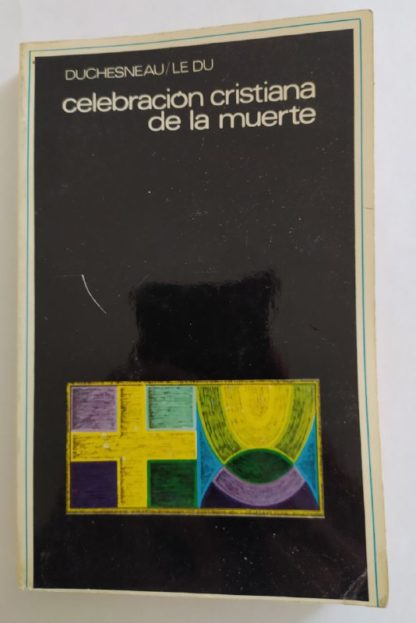 DUCHESNEAU/LE DU
celebración cristiana
de la muerte